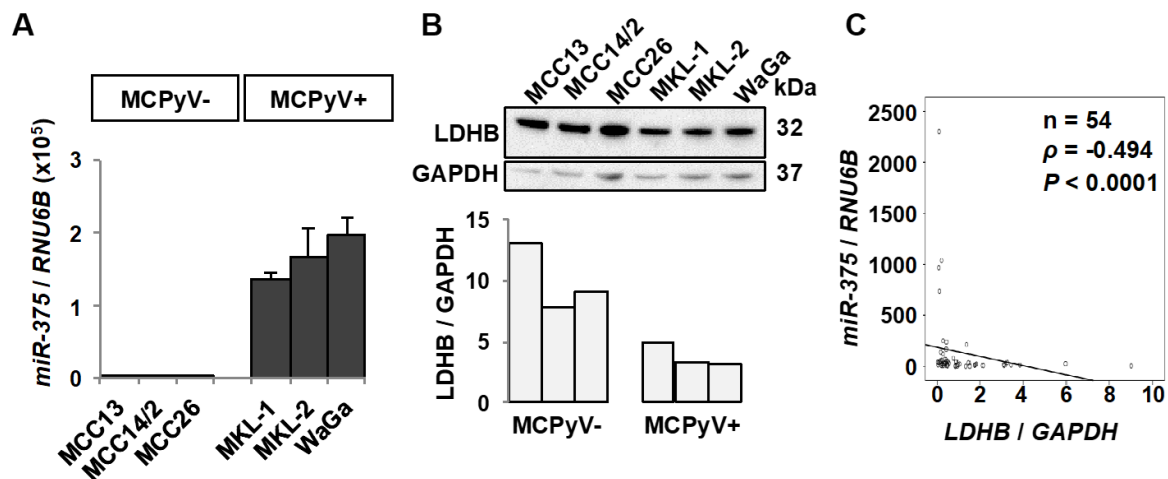 A
MCPyV-
MCPyV+
miR-375 / RNU6B (x10⁵)
3
2
1
0
MCC13
MCC14/2
MCC26
MKL-1
MKL-2
WaGa
B
MCC13
MCC14/2
MCC26
MKL-1
MKL-2
WaGa
kDa
LDHB
32
GAPDH
37
LDHB / GAPDH
15
10
5
0
MCPyV-
MCPyV+
C
miR-375 / RNU6B
2500
2000
1500
1000
500
0
n = 54
ρ = -0.494
P < 0.0001
0 2 4 6 8 10
LDHB / GAPDH